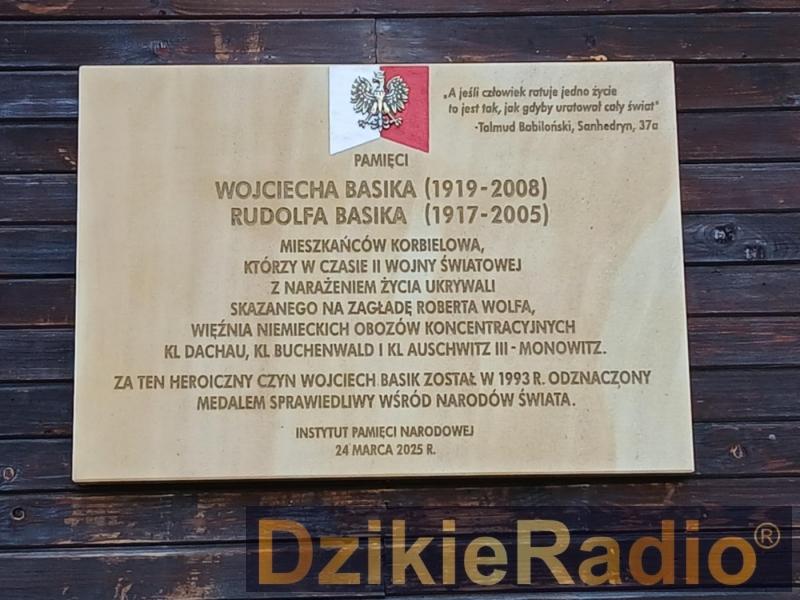 „A jeśli człowiek ratuje jedno życie
to jest tak, jak gdyby uratował cały świat"
-Talmud Babiloński, Sanhedryn, 37a
PAMIĘCI
WOJCIECHA BASIKA (1919-2008)
RUDOLFA BASIKA (1917-2005)
MIESZKAŃCÓW KORBIELOWA,
KTÓRZY W CZASIE II WOJNY ŚWIATOWEJ
Z NARAŻENIEM ŻYCIA UKRYWALI
SKAZANEGO NA ZAGŁADĘ ROBERTA WOLFA,
WIĘŹNIA NIEMIECKICH OBOZÓW KONCENTRACYJNYCH
KL DACHAU, KL BUCHENWALD I KL AUSCHWITZ III - MONOWITZ.
ZA TEN HEROICZNY CZYN WOJCIECH BASIK ZOSTAŁ W 1993 R. ODZNACZONY
MEDALEM SPRAWIEDLIWY WŚRÓD NARODÓW ŚWIATA.
INSTYTUT PAMIĘCI NARODOWEJ
24 MARCA 2025 R.
DzikieRadio®